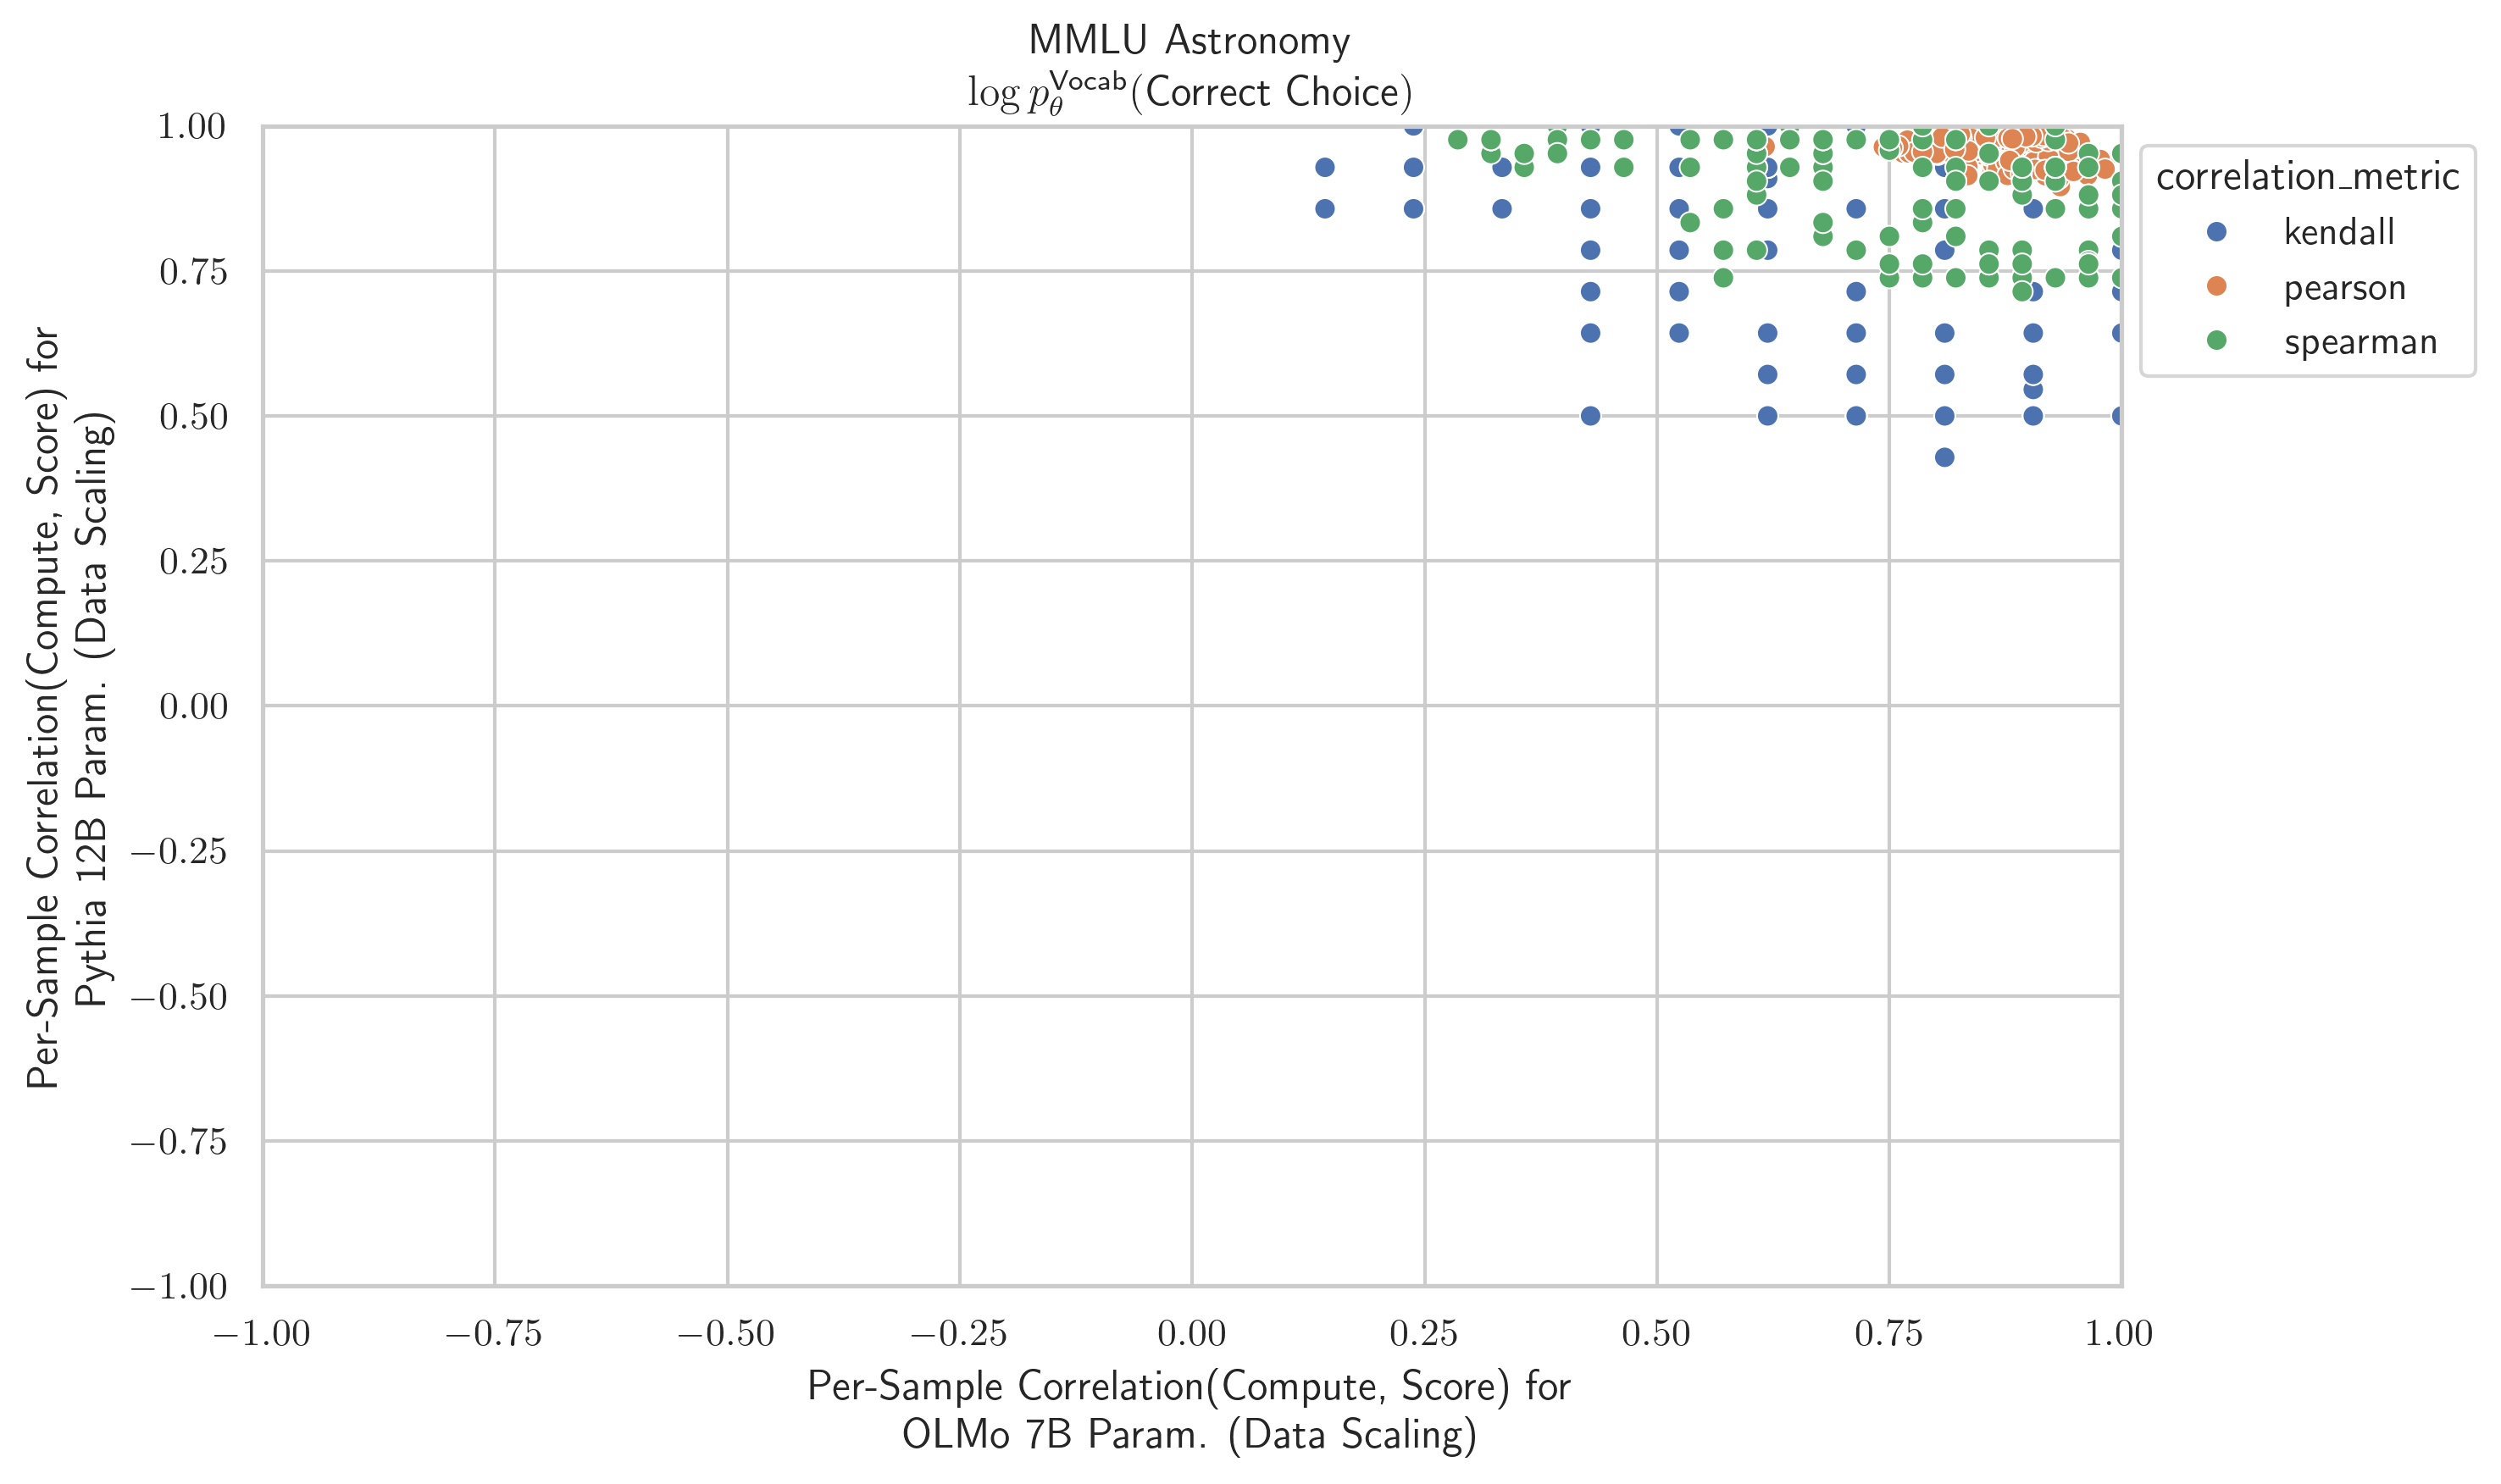 MMLU Astronomy
log p_θ^Vocab(Correct Choice)
1.00
0.75
0.50
0.25
0.00
−0.25
−0.50
−0.75
−1.00
Per-Sample Correlation(Compute, Score) for
Pythia 12B Param. (Data Scaling)
−1.00 −0.75 −0.50 −0.25 0.00 0.25 0.50 0.75 1.00
Per-Sample Correlation(Compute, Score) for
OLMo 7B Param. (Data Scaling)
correlation_metric
kendall
pearson
spearman